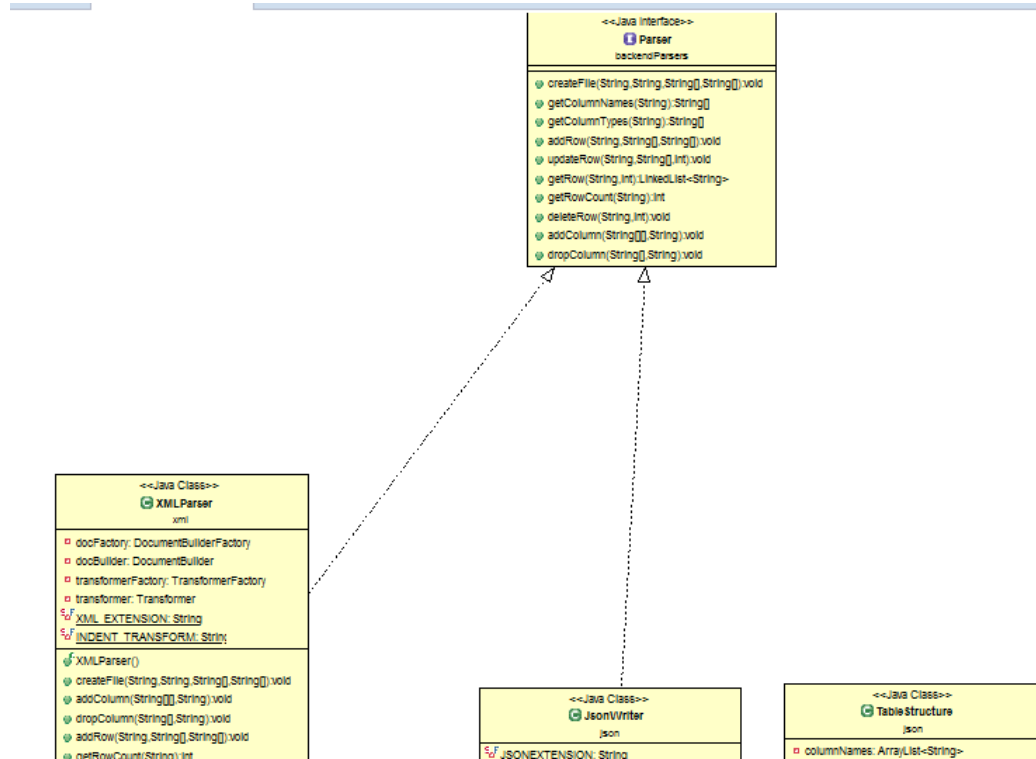 <<Java Interface>>
Parser
backendParsers
createFile(String,String,String[],String[]):void
getColumnNames(String):String[]
getColumnTypes(String):String[]
addRow(String,String[],String[]):void
updateRow(String,String[],int):void
getRow(String,int):LinkedList<String>
getRowCount(String):int
deleteRow(String,int):void
addColumn(String[][],String):void
dropColumn(String[],String):void
<<Java Class>>
XMLParser
xml
docFactory: DocumentBuilderFactory
docBuilder: DocumentBuilder
transformerFactory: TransformerFactory
transformer: Transformer
XML_EXTENSION: String
INDENT_TRANSFORM: String
XMLParser()
createFile(String,String,String[],String[]):void
addColumn(String[][],String):void
dropColumn(String[],String):void
addRow(String,String[],String[]):void
getRowCount(String):int
<<Java Class>>
JsonWriter
json
JSONEXTENSION: String
<<Java Class>>
TableStructure
json
columnNames: ArrayList<String>